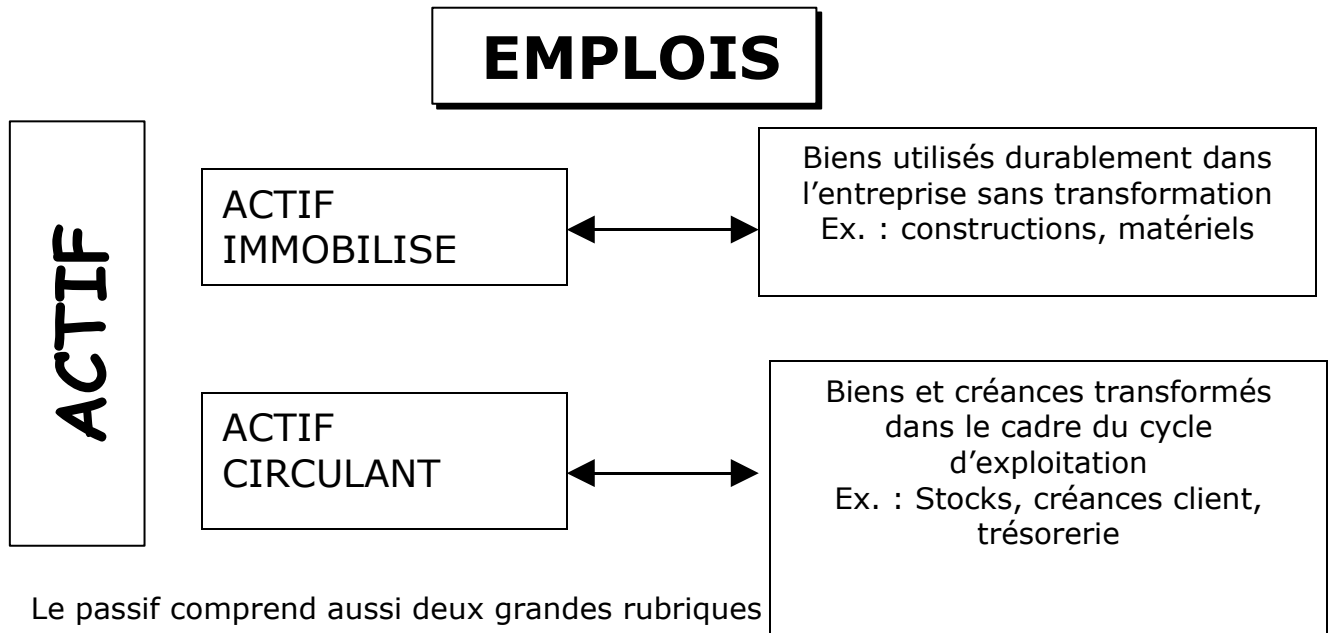 EMPLOIS
ACTIF
ACTIF
IMMOBILISE
Biens utilisés durablement dans
l’entreprise sans transformation
Ex. : constructions, matériels
ACTIF
CIRCULANT
Biens et créances transformés
dans le cadre du cycle
d’exploitation
Ex. : Stocks, créances client,
trésorerie
Le passif comprend aussi deux grandes rubriques